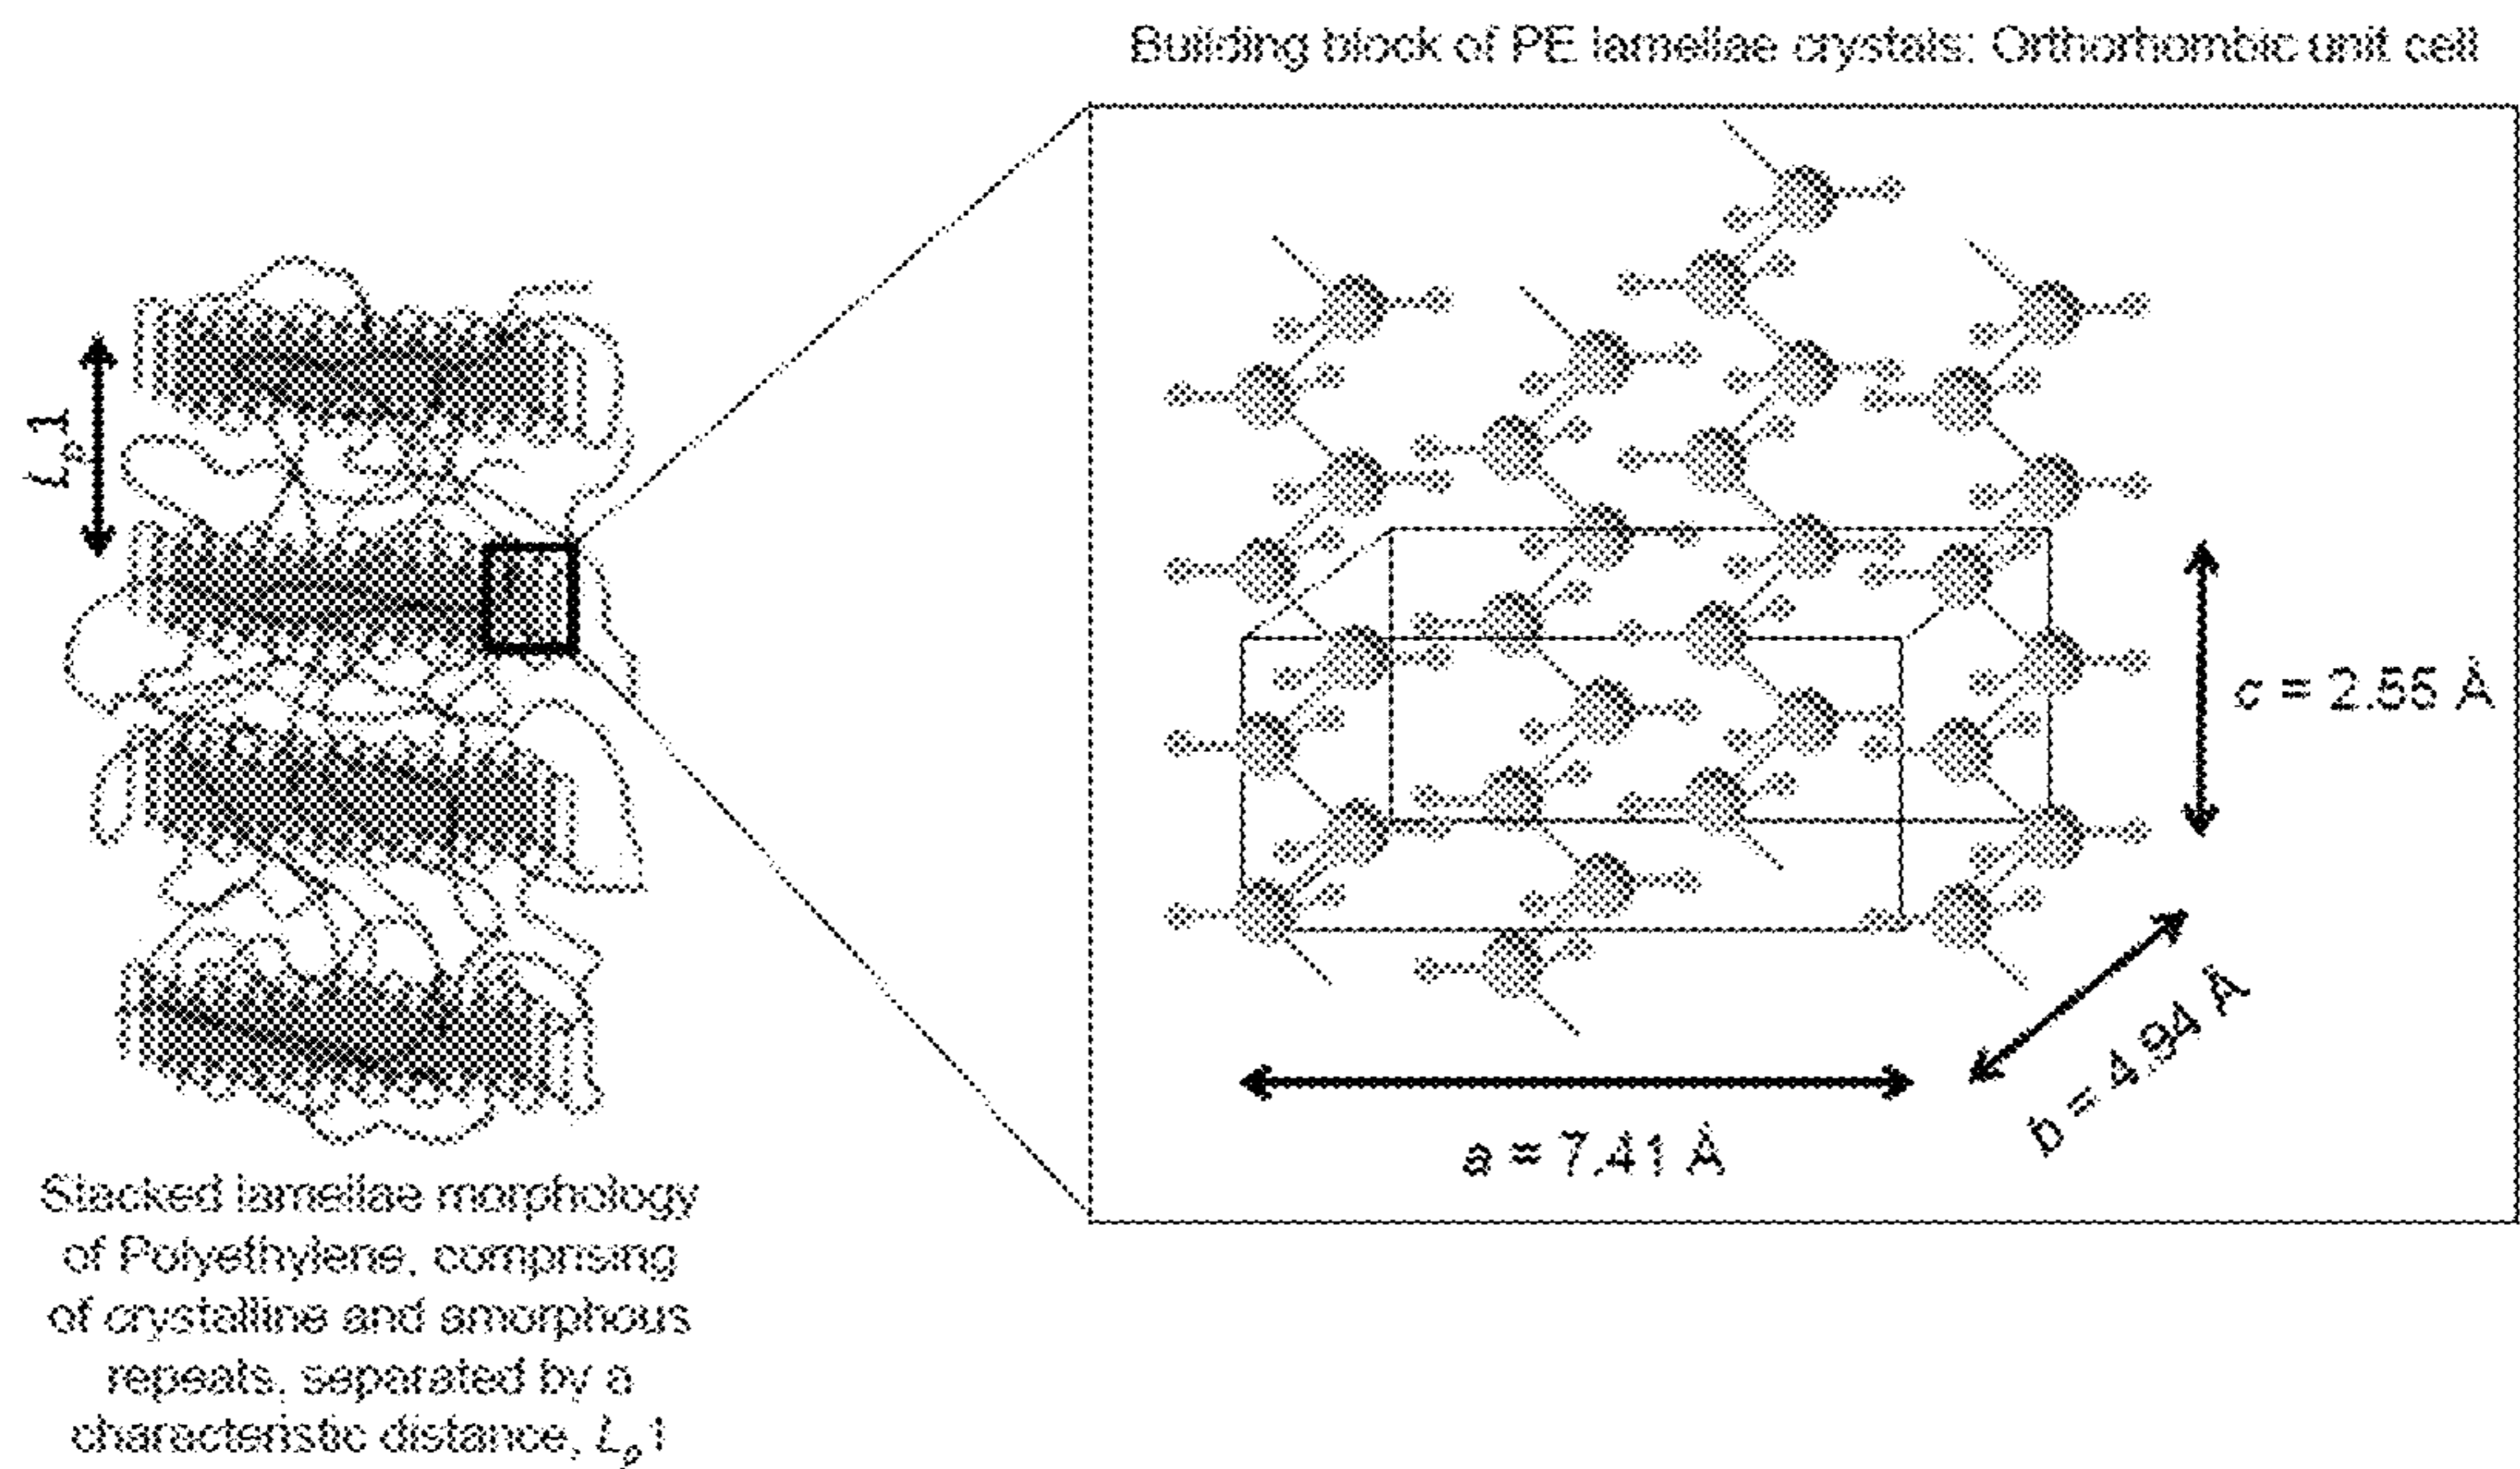 Building block of PE lamellae crystals: Orthorhombic unit cell
Lp1
c = 2.55 Å
b = 4.94 Å
a = 7.41 Å
Stacked lamellae morphology
of Polyethylene, comprising
of crystalline and amorphous
repeats, separated by a
characteristic distance, Lp1